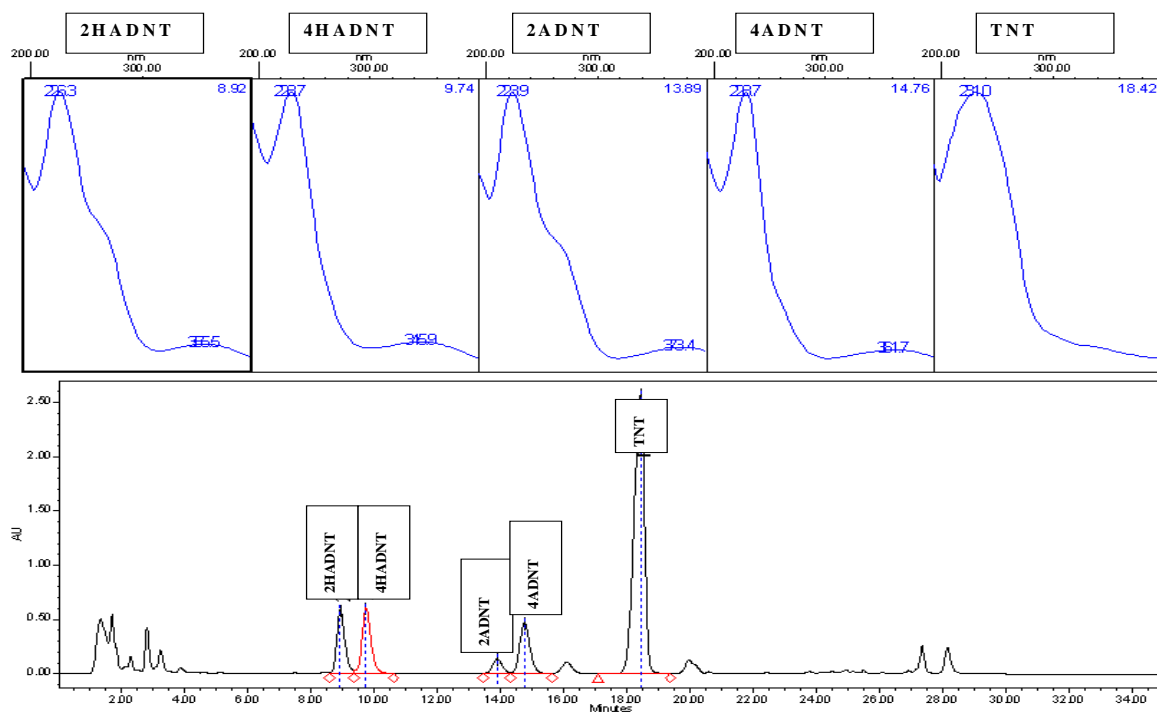 2HADNT 4HADNT 2ADNT 4ADNT TNT
200.00 nm 300.00 200.00 nm 300.00 200.00 nm 300.00 200.00 nm 300.00 200.00 nm 300.00
8.92 9.74 13.89 14.76 18.42
2.50
2.00
1.50
1.00
0.50
0.00
AU
2HADNT
4HADNT
2ADNT
4ADNT
TNT
2.00 4.00 6.00 8.00 10.00 12.00 14.00 16.00 18.00 20.00 22.00 24.00 26.00 28.00 30.00 32.00 34.00
Minutes